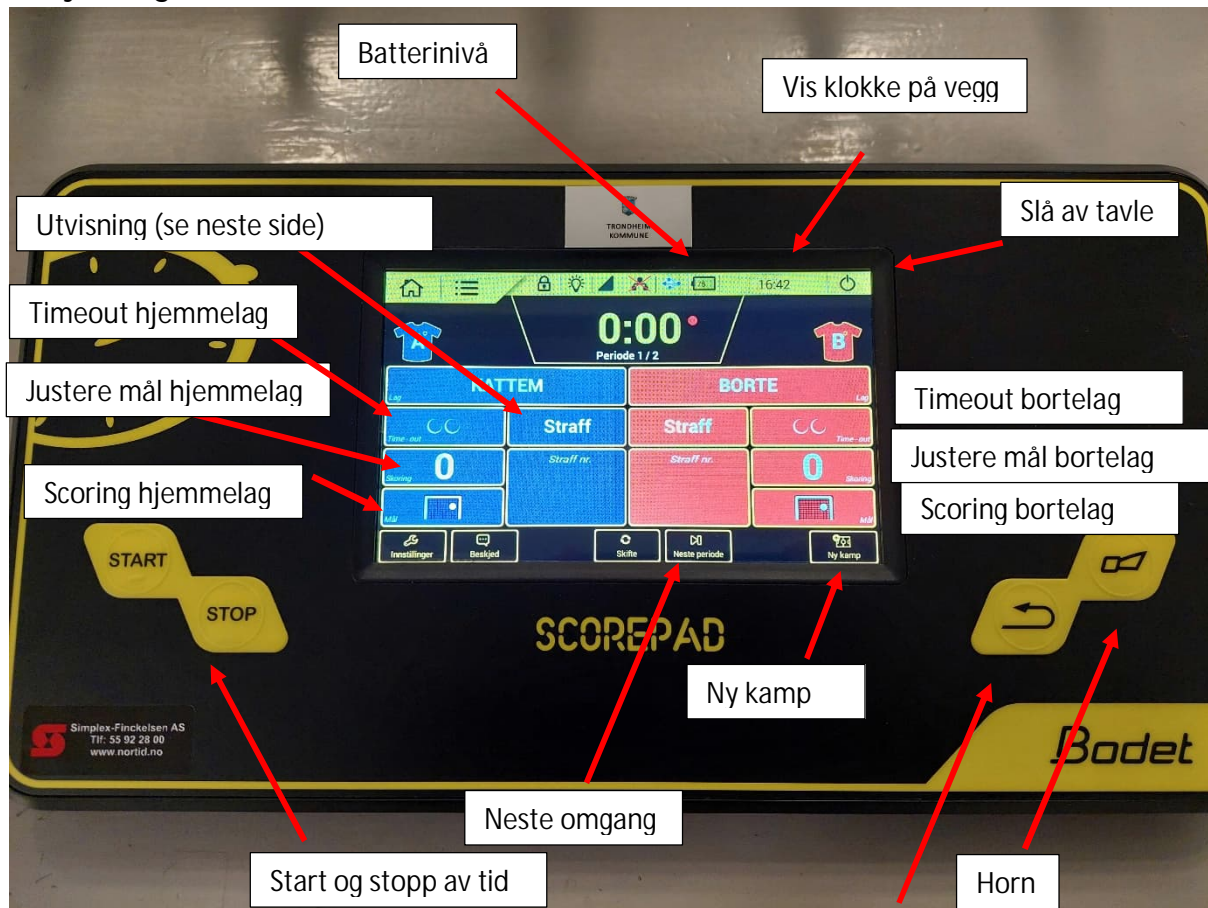 Batterinivå
Vis klokke på vegg
Utvisning (se neste side)
Slå av tavle
TRONDHEIM
KOMMUNE
Timeout hjemmelag
Justere mål hjemmelag
Scoring hjemmelag
16:42
A
0:00
B
Periode 1 / 2
BORTE
Lag
Lag
Time-out
Straff
Straff
Time-out
Timeout bortelag
0
Skoring
Straff nr.
Straff nr.
0
Skoring
Justere mål bortelag
Mål
Mål
Scoring bortelag
Innstillinger
Beskjed
Skifte
Neste periode
Ny kamp
START
STOP
SCOREPAD
Ny kamp
Simplex-Finckelsen AS
Tlf: 55 92 28 00
www.nortid.no
Bodet
Neste omgang
Start og stopp av tid
Horn